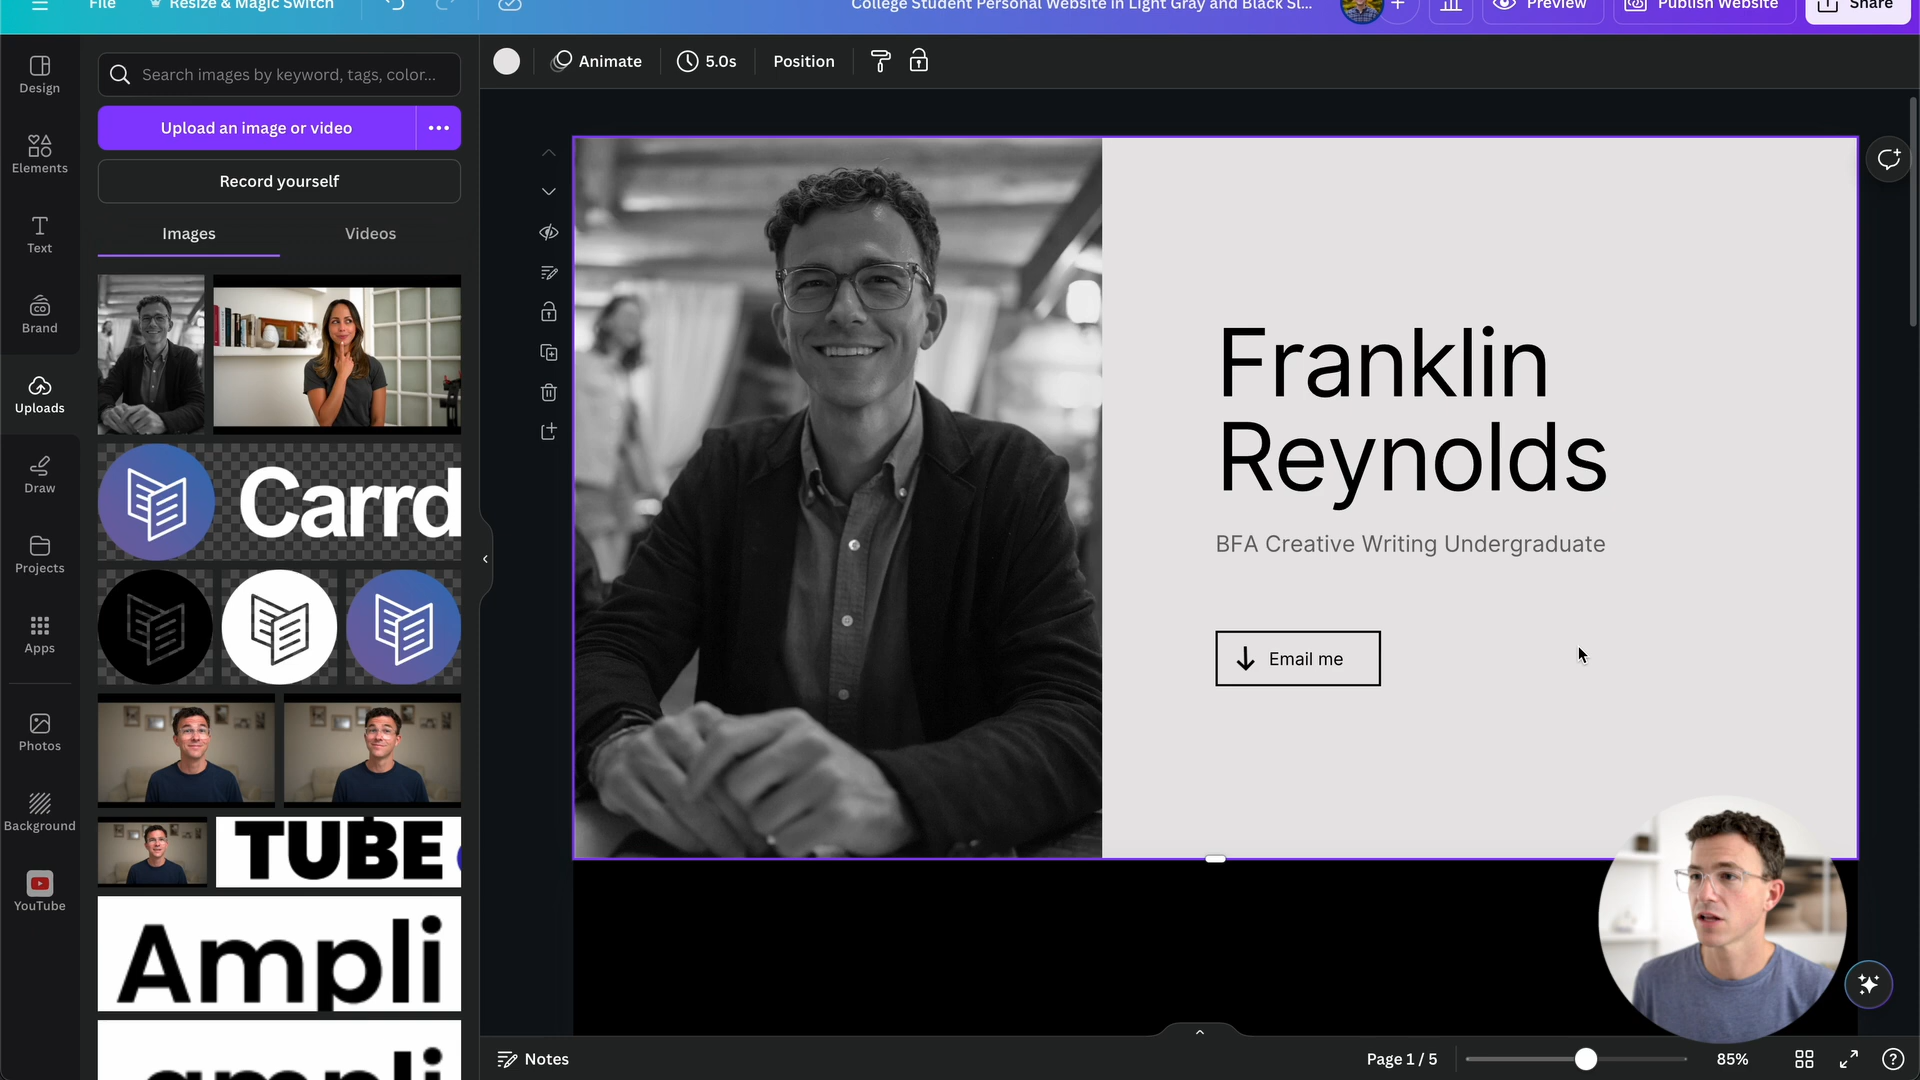 File
Resize & Magic Switch
College Student Personal Website in Light Gray and Black Sl...
Preview
Publish Website
Share
Design
Elements
Text
Brand
Uploads
Draw
Projects
Apps
Photos
Background
YouTube
Search images by keyword, tags, color...
Upload an image or video
Record yourself
Images
Videos
Carrd
TUBE
Ampli
ampli
Animate
5.0s
Position
Franklin
Reynolds
BFA Creative Writing Undergraduate
Email me
Notes
Page 1 / 5
85%